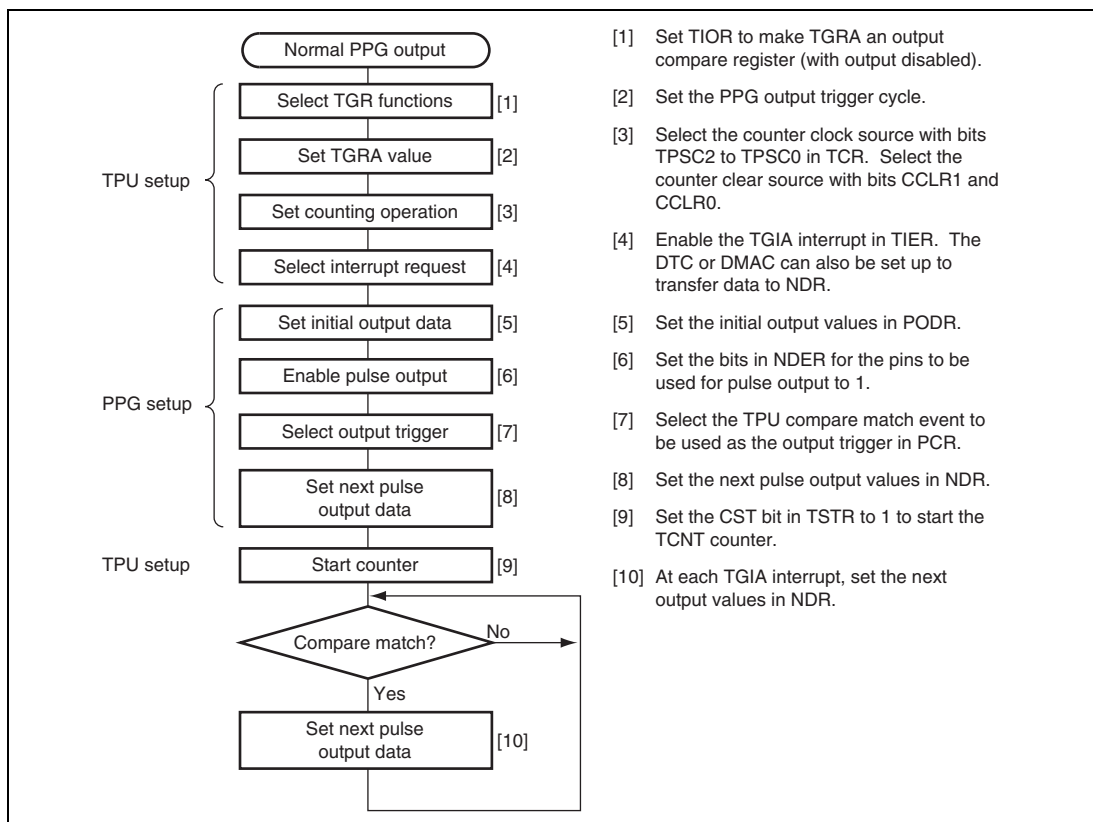 Normal PPG output
Select TGR functions
[1]
Set TGRA value
[2]
TPU setup
Set counting operation
[3]
Select interrupt request
[4]
Set initial output data
[5]
Enable pulse output
[6]
PPG setup
Select output trigger
[7]
Set next pulse
output data
[8]
TPU setup
Start counter
[9]
Compare match?
No
Yes
Set next pulse
output data
[10]
[1] Set TIOR to make TGRA an output
compare register (with output disabled).
[2] Set the PPG output trigger cycle.
[3] Select the counter clock source with bits
TPSC2 to TPSC0 in TCR. Select the
counter clear source with bits CCLR1 and
CCLR0.
[4] Enable the TGIA interrupt in TIER. The
DTC or DMAC can also be set up to
transfer data to NDR.
[5] Set the initial output values in PODR.
[6] Set the bits in NDER for the pins to be
used for pulse output to 1.
[7] Select the TPU compare match event to
be used as the output trigger in PCR.
[8] Set the next pulse output values in NDR.
[9] Set the CST bit in TSTR to 1 to start the
TCNT counter.
[10] At each TGIA interrupt, set the next
output values in NDR.